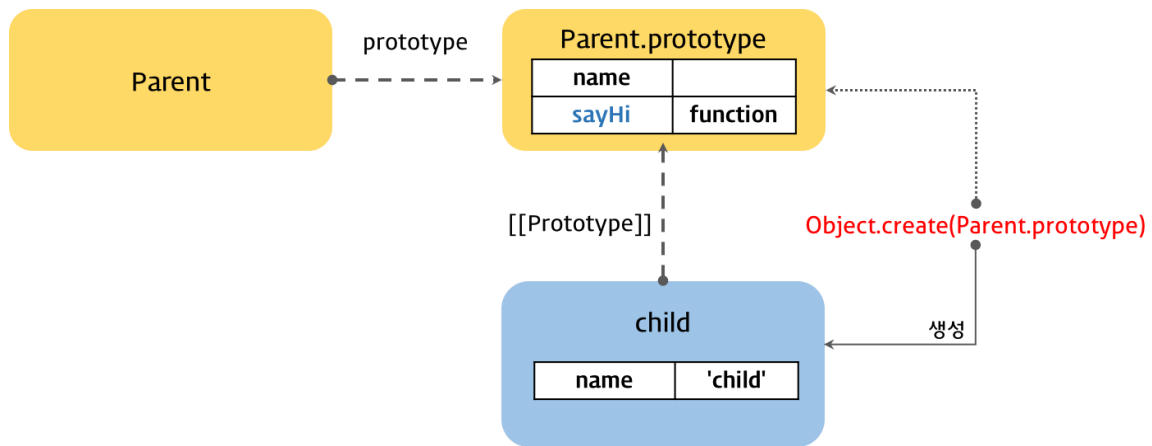 Parent
prototype
Parent.prototype
name
sayHi function
[[Prototype]]
Object.create(Parent.prototype)
생성
child
name 'child'